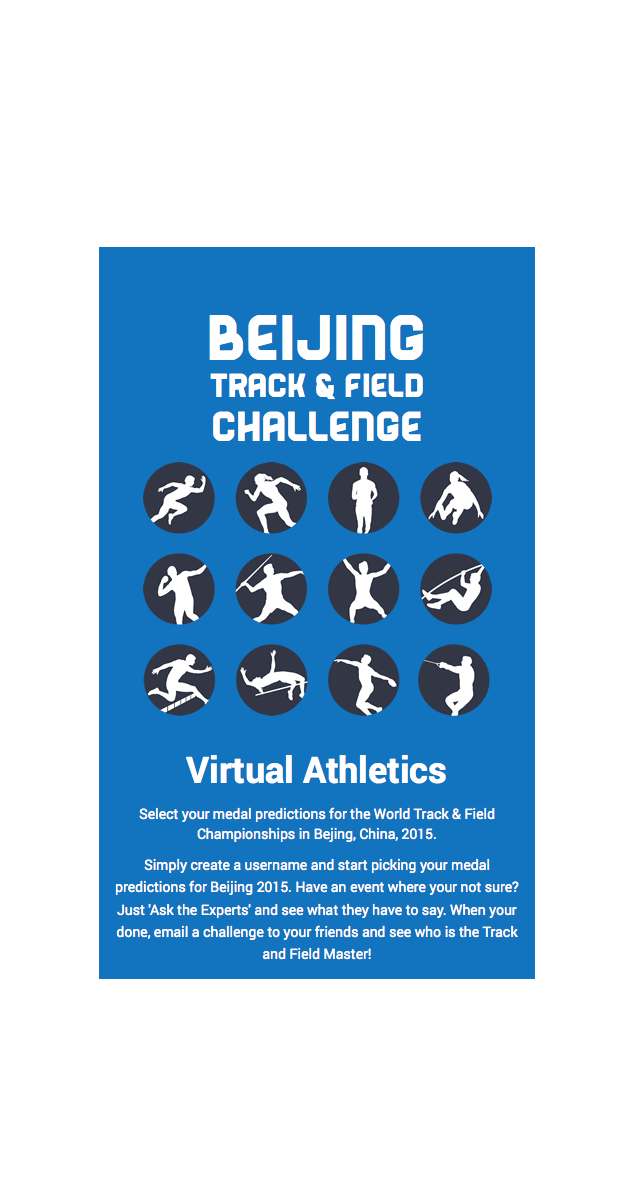 BEIJING
TRACK & FIELD
CHALLENGE
Virtual Athletics
Select your medal predictions for the World Track & Field
Championships in Bejing, China, 2015.
Simply create a username and start picking your medal
predictions for Beijing 2015. Have an event where your not sure?
Just 'Ask the Experts' and see what they have to say. When your
done, email a challenge to your friends and see who is the Track
and Field Master!